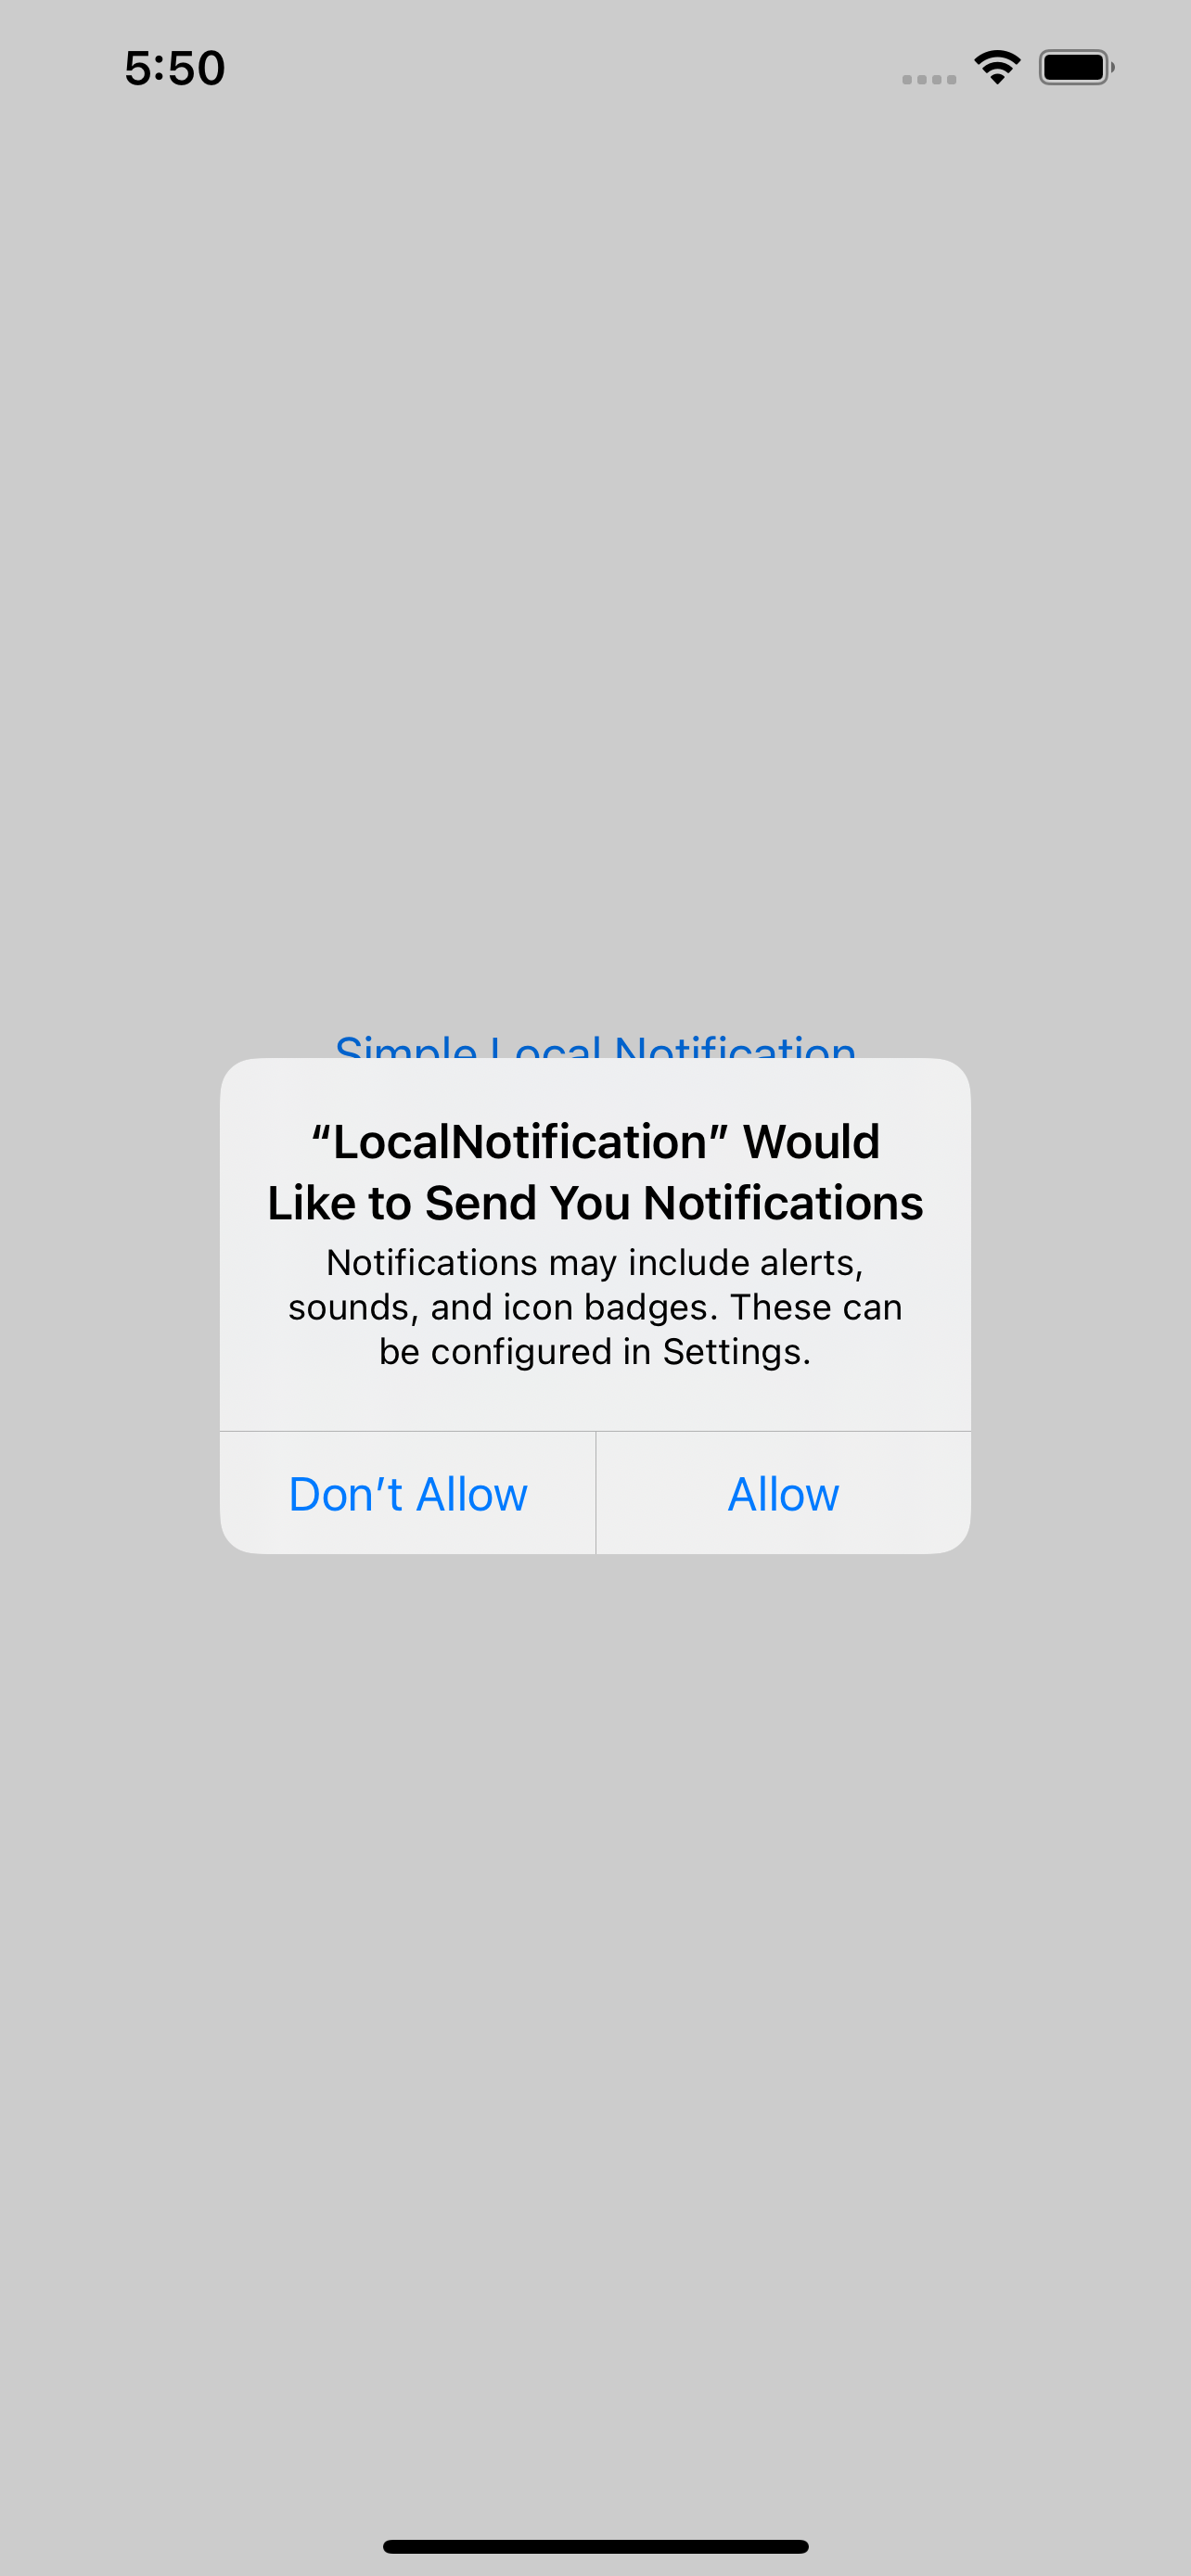 5:50
Simple Local Notification
“LocalNotification” Would
Like to Send You Notifications
Notifications may include alerts,
sounds, and icon badges. These can
be configured in Settings.
Don’t Allow
Allow